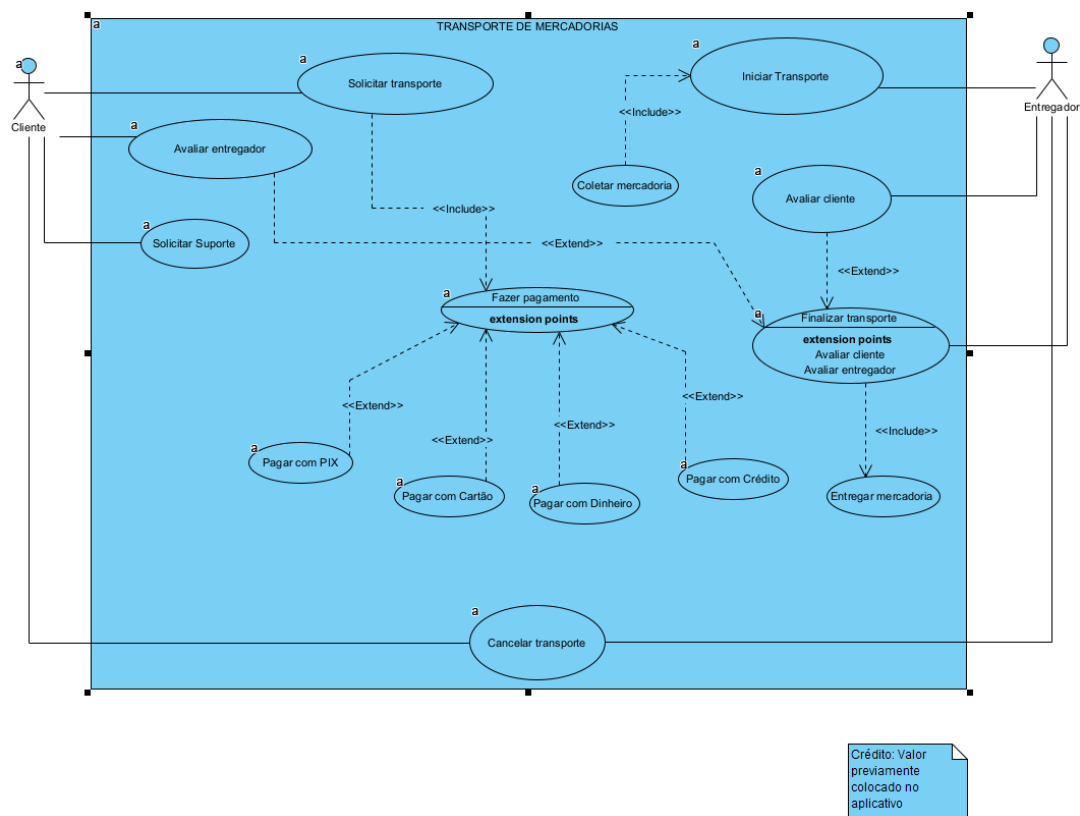 a
TRANSPORTE DE MERCADORIAS
a
Cliente
Entregador
a
Solicitar transporte
a
Iniciar Transporte
<<Include>>
a
Avaliar entregador
Coletar mercadoria
a
Avaliar cliente
a
Solicitar Suporte
<<Include>>
<<Extend>>
<<Extend>>
a
Fazer pagamento
extension points
a
Finalizar transporte
extension points
Avaliar cliente
Avaliar entregador
<<Extend>>
<<Extend>>
<<Extend>>
<<Extend>>
<<Include>>
a
Pagar com PIX
a
Pagar com Cartão
a
Pagar com Dinheiro
a
Pagar com Crédito
Entregar mercadoria
a
Cancelar transporte
Crédito: Valor
previamente
colocado no
aplicativo